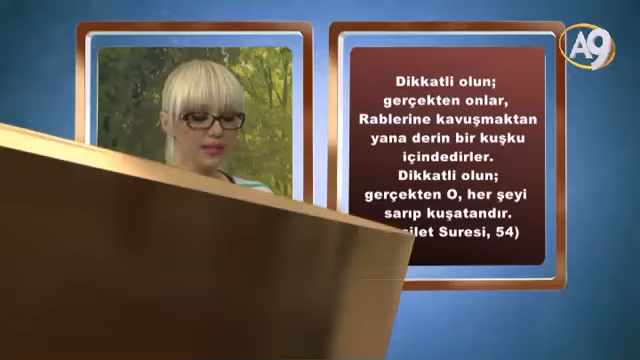 A9
Dikkatli olun;
gerçekten onlar,
Rablerine kavuşmaktan
yana derin bir kuşku
içindedirler.
Dikkatli olun;
gerçekten O, her şeyi
sarıp kuşatandır.
Suresi, 54)